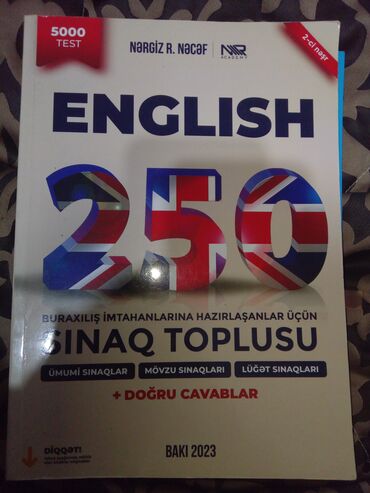 5000
TEST
NƏRGİZ R. NƏCƏF
NR
ACADEMY
2-ci nəşr
ENGLISH
250
BURAXILIŞ İMTAHANLARINA HAZIRLAŞANLAR ÜÇÜN
SINAQ TOPLUSU
ÜMUMİ SINAQLAR
MÖVZU SINAQLARI
LÜĞƏT SINAQLARI
+ DOĞRU CAVABLAR
DİQQƏT!
BAKI 2023